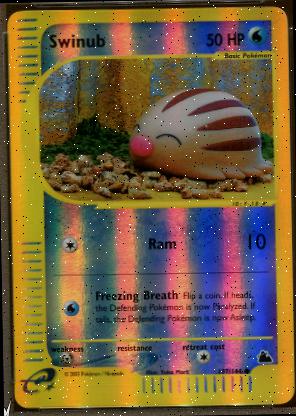 Swinub 50 HP
Basic Pokémon
Ram 10
Freezing Breath Flip a coin. If heads,
the Defending Pokémon is now Paralyzed. If
tails, the Defending Pokémon is now Asleep.
weakness resistance retreat cost